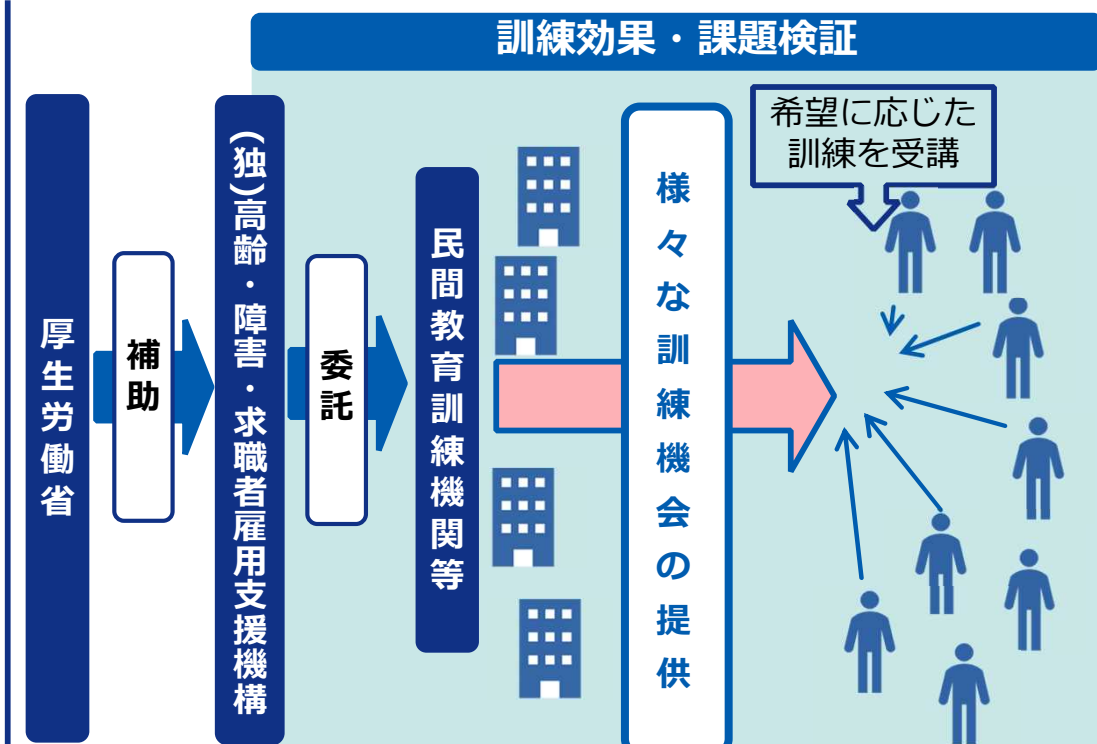 訓練効果・課題検証
厚生労働省
補助
(独)高齢・障害・求職者雇用支援機構
委託
民間教育訓練機関等
様々な訓練機会の提供
希望に応じた
訓練を受講